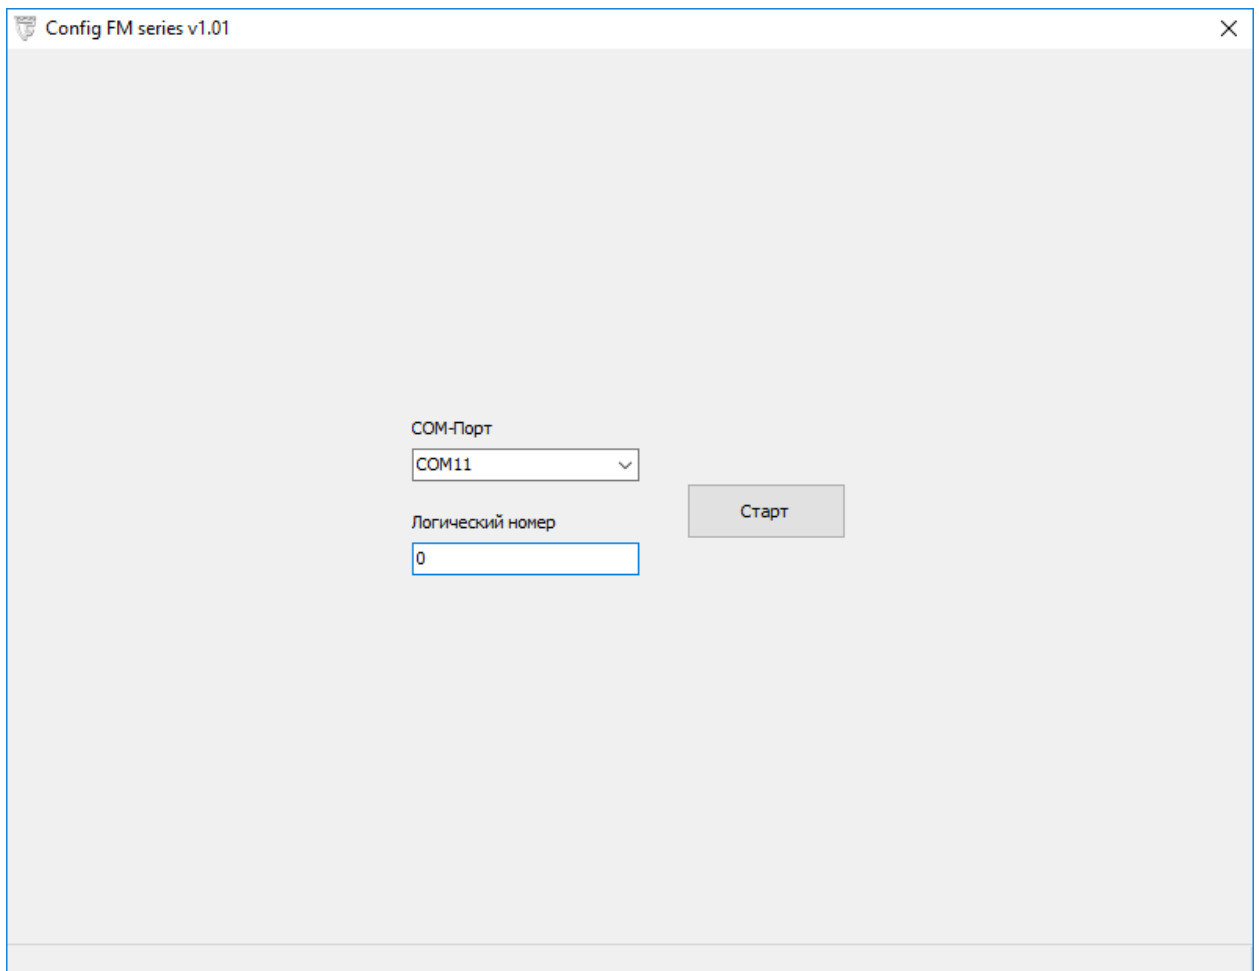 Config FM series v1.01
COM-Порт
COM11
Логический номер
0
Старт